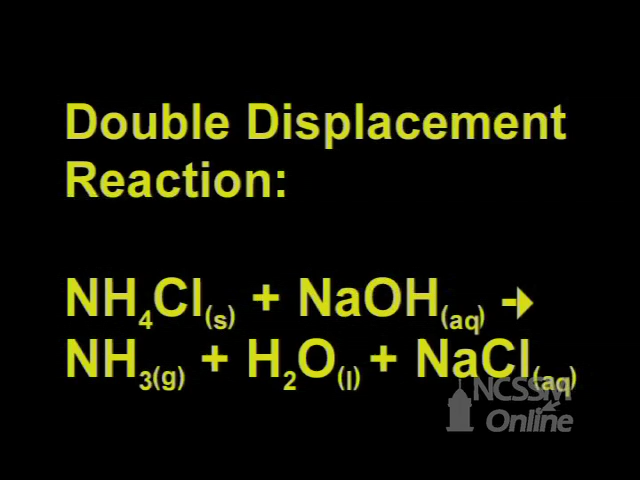 Double Displacement
Reaction:
NH₄Cl₍s₎ + NaOH₍aq₎ →
NH₃(g) + H₂O(l) + NaCl(aq)
NCSSM
Online